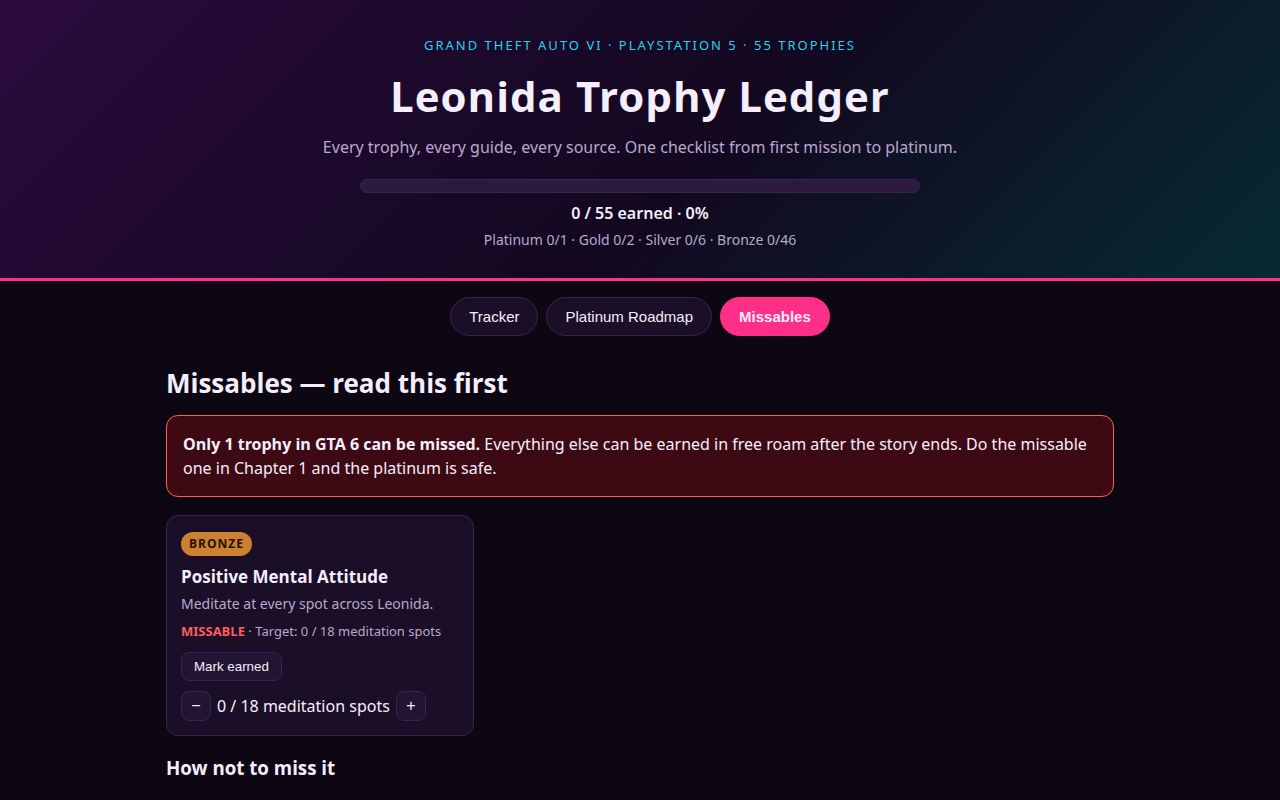 GRAND THEFT AUTO VI · PLAYSTATION 5 · 55 TROPHIES
Leonida Trophy Ledger
Every trophy, every guide, every source. One checklist from first mission to platinum.
0 / 55 earned · 0%
Platinum 0/1 · Gold 0/2 · Silver 0/6 · Bronze 0/46
Tracker
Platinum Roadmap
Missables
Missables — read this first
Only 1 trophy in GTA 6 can be missed. Everything else can be earned in free roam after the story ends. Do the missable
one in Chapter 1 and the platinum is safe.
BRONZE
Positive Mental Attitude
Meditate at every spot across Leonida.
MISSABLE · Target: 0 / 18 meditation spots
Mark earned
− 0 / 18 meditation spots +
How not to miss it